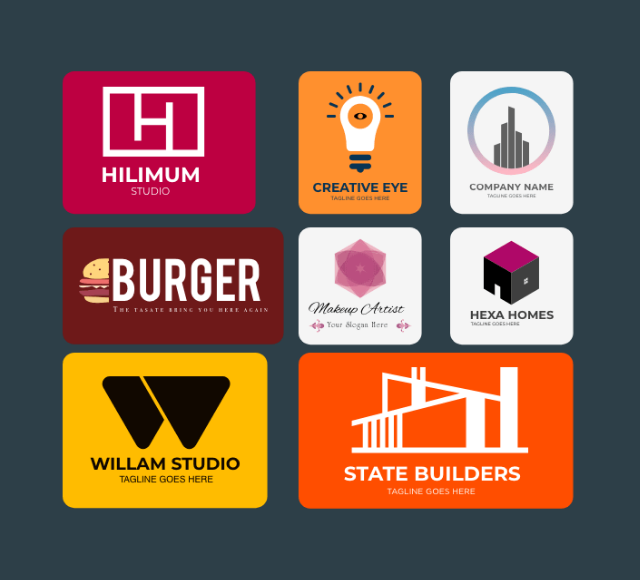 HILIMUM
STUDIO
CREATIVE EYE
TAGLINE GOES HERE
COMPANY NAME
TAGLINE GOES HERE
BURGER
THE TASATE BRING YOU HERE AGAIN
Makeup Artist
Your Slogan Here
HEXA HOMES
TAGLINE GOES HERE
WILLAM STUDIO
TAGLINE GOES HERE
STATE BUILDERS
TAGLINE GOES HERE